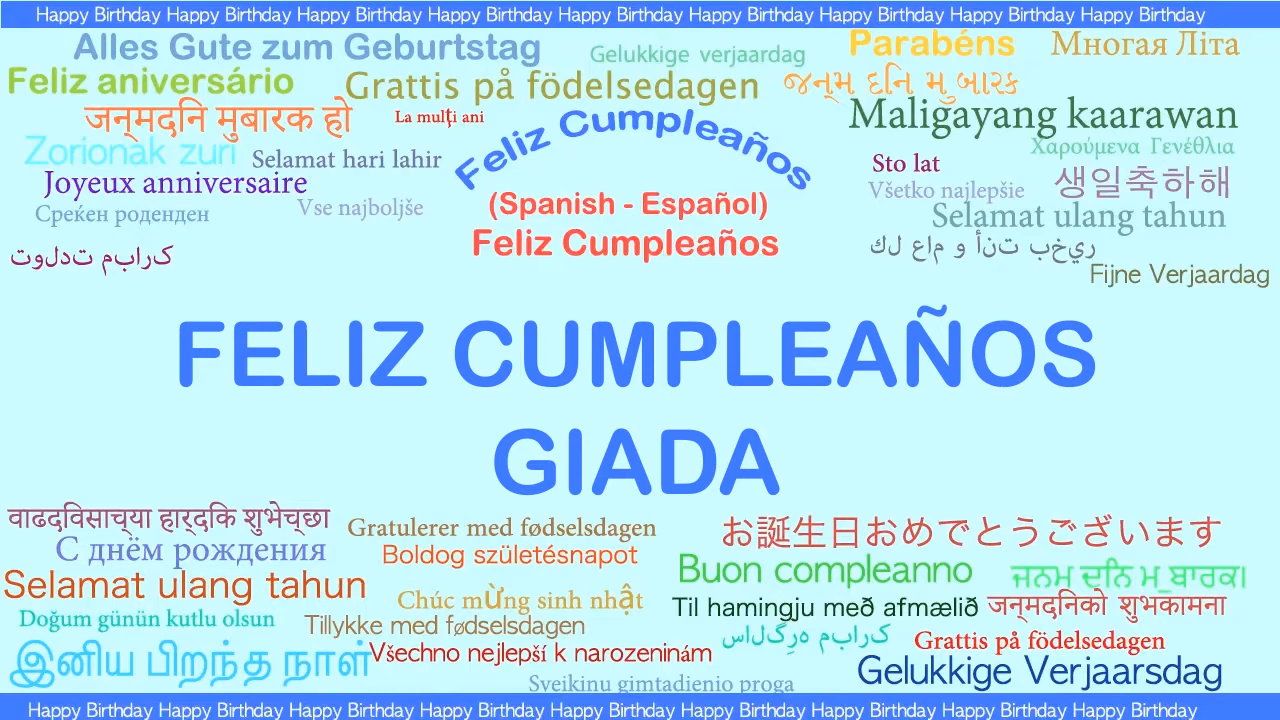 Happy Birthday Happy Birthday Happy Birthday Happy Birthday Happy Birthday Happy Birthday Happy Birthday Happy Birthday Happy Birthday
Alles Gute zum Geburtstag
Gelukkige verjaardag
Parabéns
Многая Літа
Feliz aniversário
Grattis på födelsedagen
જન્મ દિન મુબારક
जन्मदिन मुबारक हो
La mulţi ani
Feliz Cumpleaños
Maligayang kaarawan
Zorionak zuri
Selamat hari lahir
Sto lat
Χαρούμενα Γενέθλια
Joyeux anniversaire
(Spanish - Español)
Všetko najlepšie
생일축하해
Среќен роденден
Vse najboljše
Feliz Cumpleaños
Selamat ulang tahun
تولدت مبارک
كل عام و أنت بخير
Fijne Verjaardag
FELIZ CUMPLEAÑOS
GIADA
वाढदिवसाच्या हार्दिक शुभेच्छा
Gratulerer med fødselsdagen
お誕生日おめでとうございます
С днём рождения
Boldog születésnapot
Buon compleanno
ਜਨਮ ਦਿਨ ਮੁਬਾਰਕ।
Selamat ulang tahun
Chúc mừng sinh nhật
Til hamingju með afmælið
जन्मदिनको शुभकामना
Doğum günün kutlu olsun
Tillykke med fødselsdagen
سالگرہ مبارک
Grattis på födelsedagen
இனிய பிறந்த நாள்
Všechno nejlepší k narozeninám
Gelukkige Verjaarsdag
Sveikinu gimtadienio proga
Happy Birthday Happy Birthday Happy Birthday Happy Birthday Happy Birthday Happy Birthday Happy Birthday Happy Birthday Happy Birthday